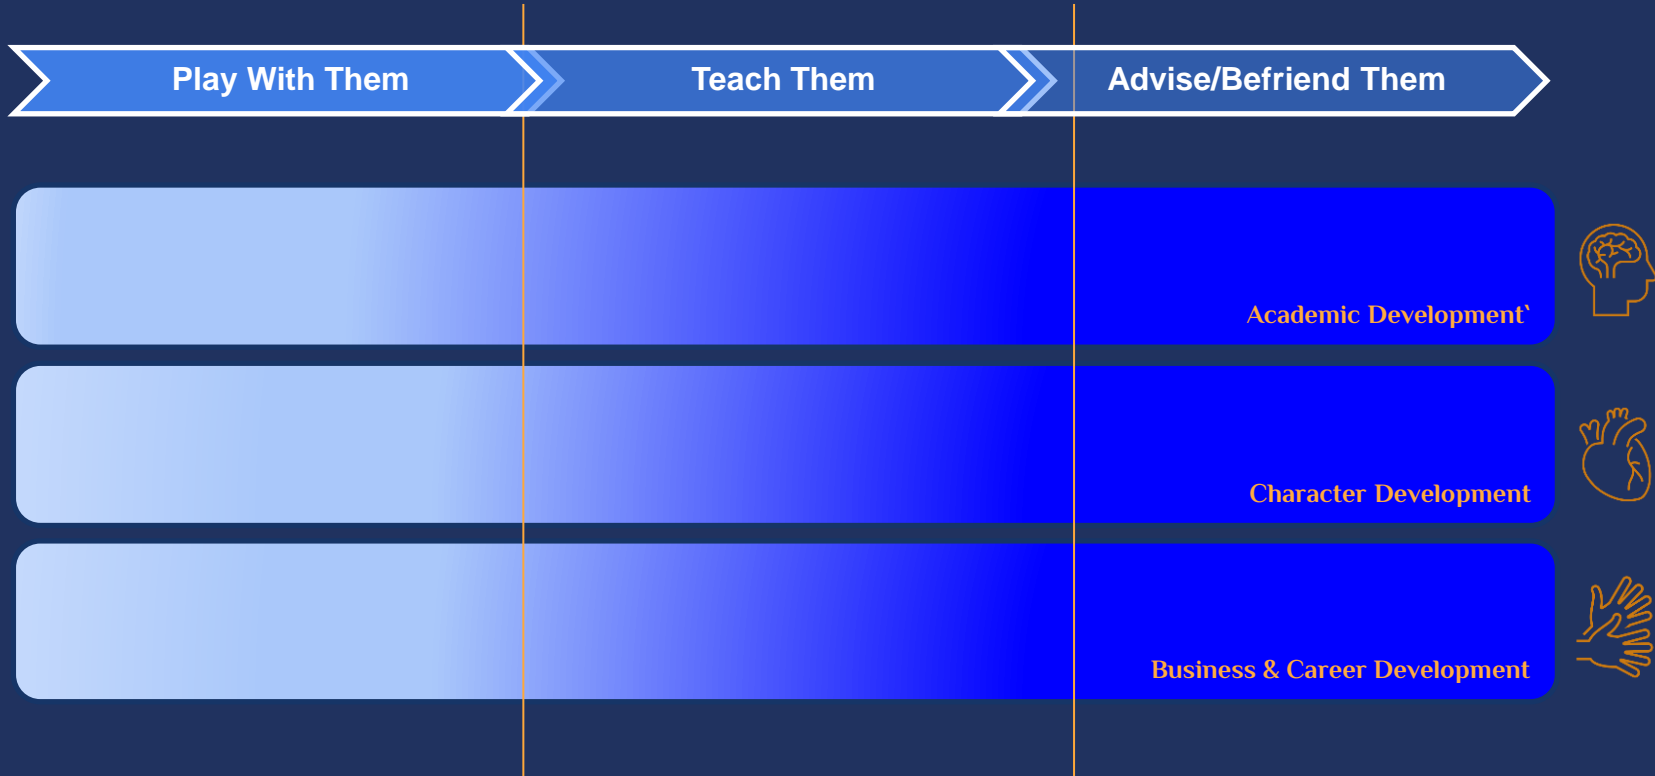 Play With Them
Teach Them
Advise/Befriend Them
Academic Development`
Character Development
Business & Career Development